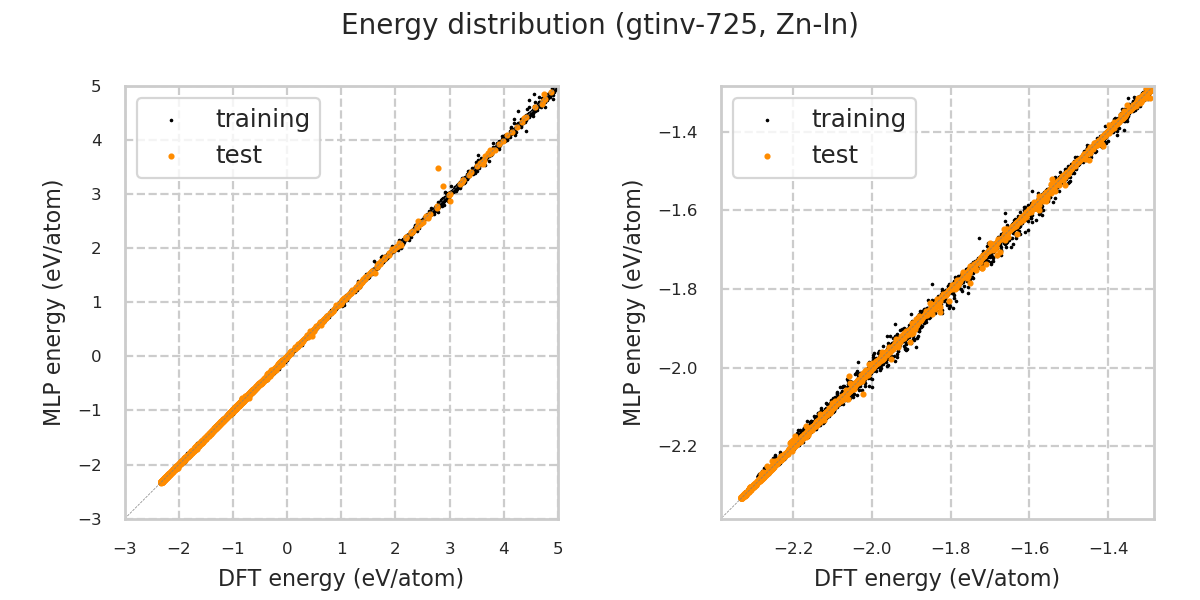 Energy distribution (gtinv-725, Zn-In)
5
4
3
2
1
0
−1
−2
−3
−3 −2 −1 0 1 2 3 4 5
MLP energy (eV/atom)
DFT energy (eV/atom)
training
test
−1.4
−1.6
−1.8
−2.0
−2.2
−2.2 −2.0 −1.8 −1.6 −1.4
MLP energy (eV/atom)
DFT energy (eV/atom)
training
test